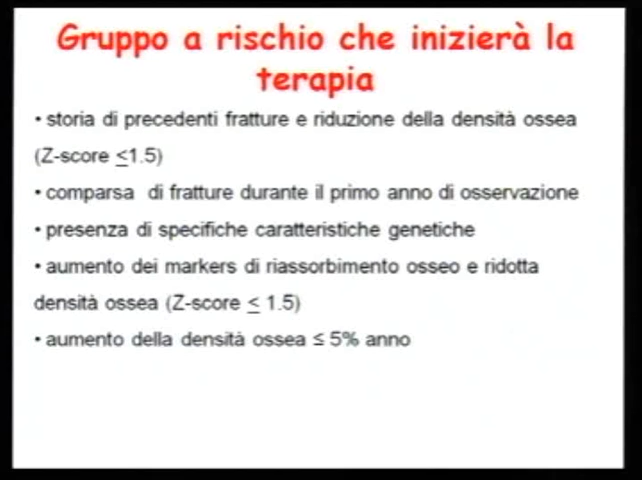 Gruppo a rischio che inizierà la
terapia
• storia di precedenti fratture e riduzione della densità ossea
(Z-score ≤1.5)
• comparsa di fratture durante il primo anno di osservazione
• presenza di specifiche caratteristiche genetiche
• aumento dei markers di riassorbimento osseo e ridotta
densità ossea (Z-score ≤ 1.5)
• aumento della densità ossea ≤ 5% anno